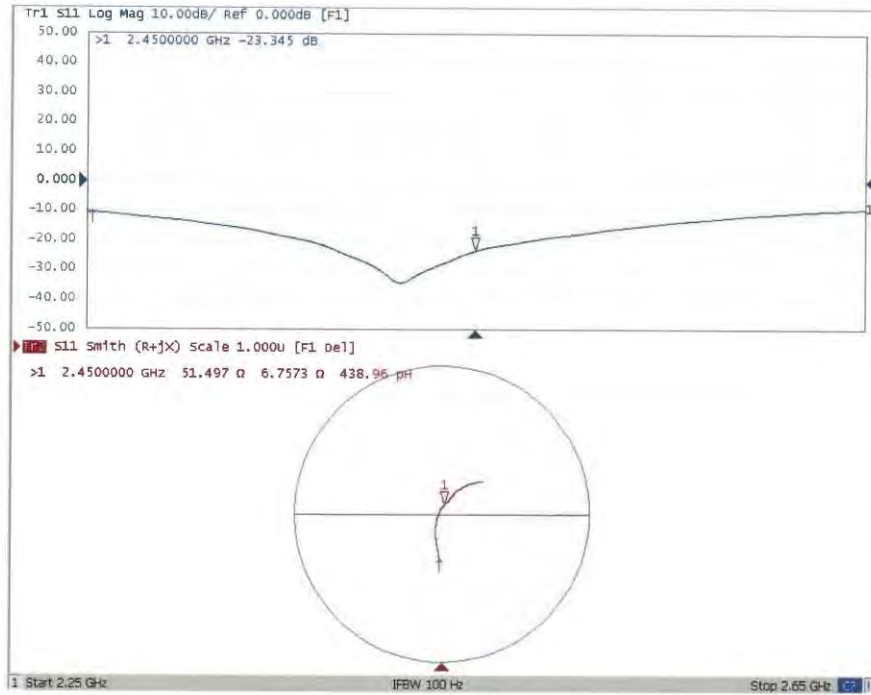 Tr1 S11 Log Mag 10.00dB/ Ref 0.000dB [F1]
50.00
>1 2.4500000 GHz -23.345 dB
40.00
30.00
20.00
10.00
0.000
-10.00
1
-20.00
1
-30.00
-40.00
-50.00
S11 Smith (R+jX) Scale 1.000U [F1 Del]
>1 2.4500000 GHz 51.497 Ω 6.7573 Ω 438.96 pH
1
1 Start 2.25 GHz IFBW 100 Hz Stop 2.65 GHz